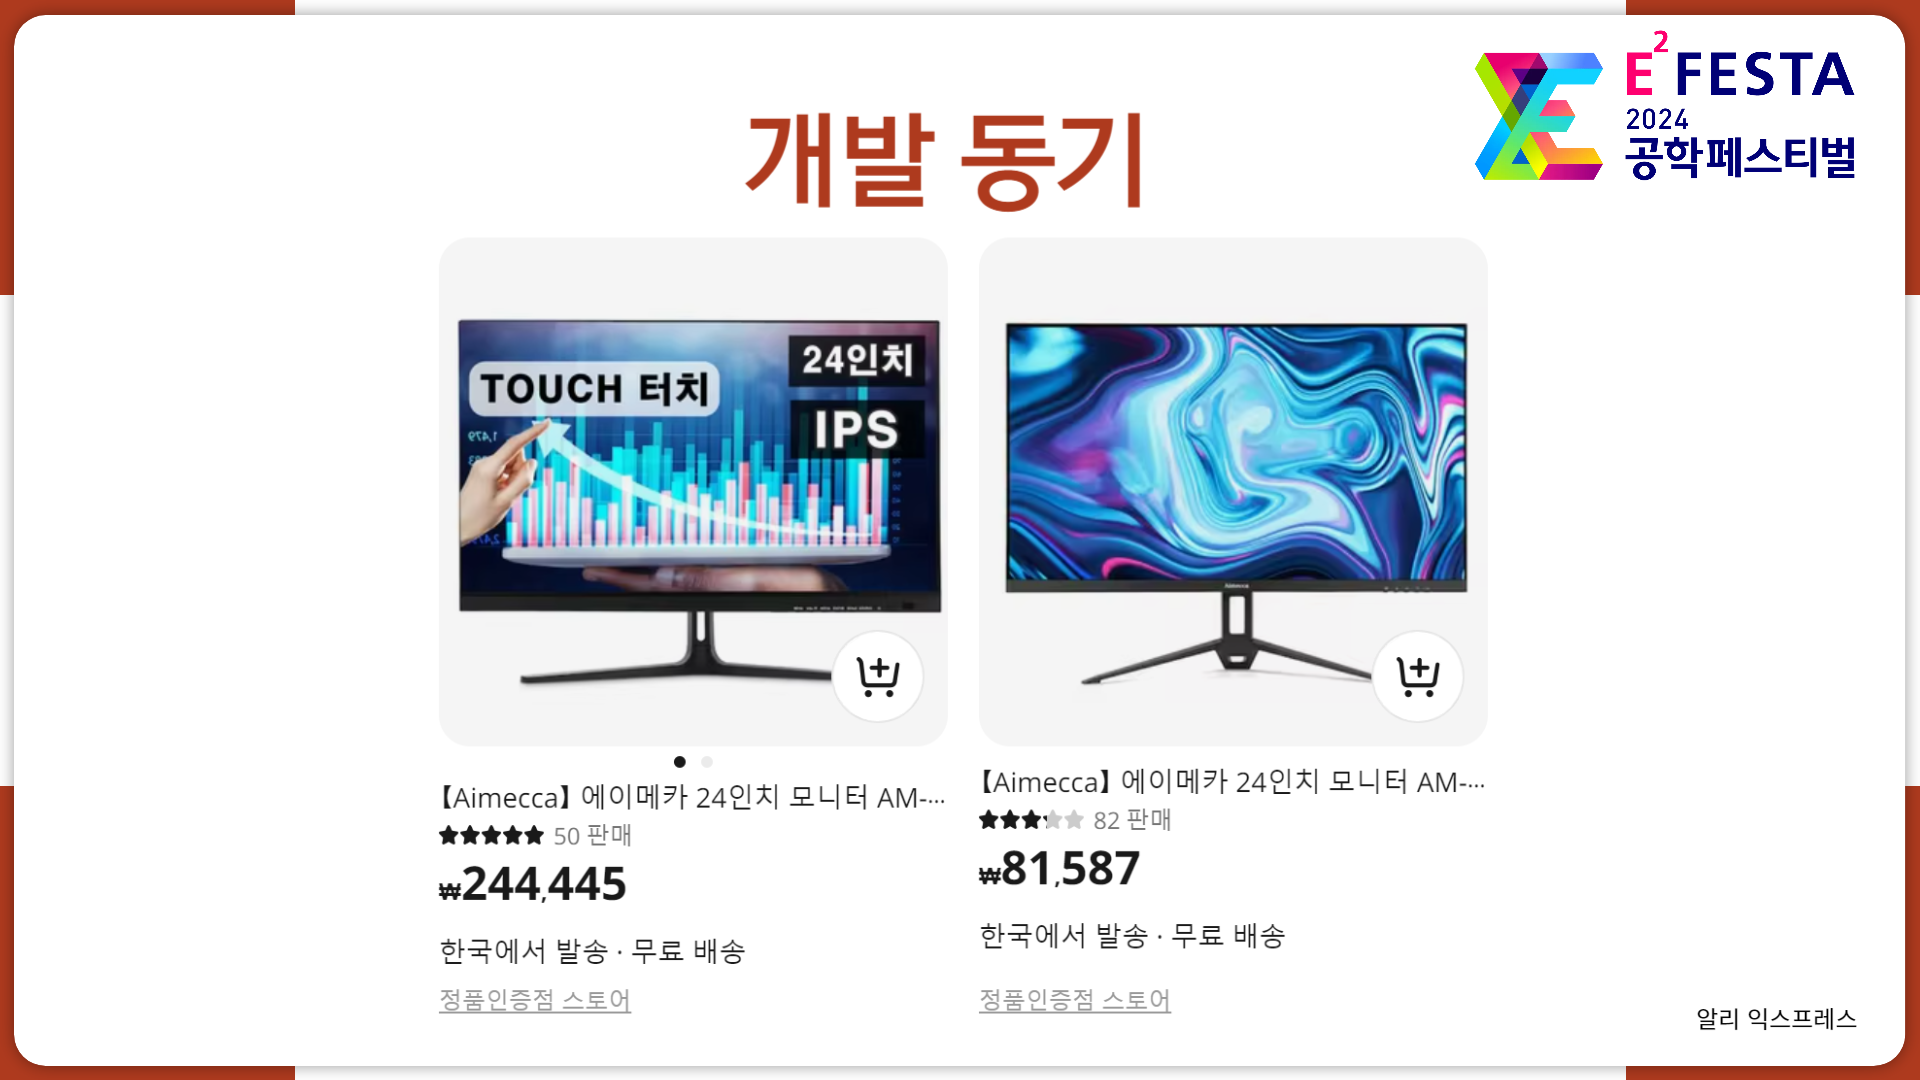 E² FESTA
2024
공학페스티벌
개발 동기
24인치
TOUCH 터치
IPS
1,479
Aimecca
【Aimecca】 에이메카 24인치 모니터 AM-...
50 판매
₩244,445
한국에서 발송 · 무료 배송
정품인증점 스토어
【Aimecca】 에이메카 24인치 모니터 AM-...
82 판매
₩81,587
한국에서 발송 · 무료 배송
정품인증점 스토어
알리 익스프레스